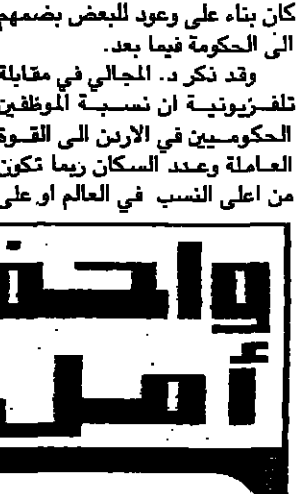 كان بناء على وعود للبعض بضمهم
الى الحكومة فيما بعد.
وقد ذكر د. المجالي في مقابلة
تلفزيونية ان نسبة الموظفين
الحكوميين في الاردن الى القوة
العاملة وعدد السكان ربما تكون
من اعلى النسب في العالم او على
أمل